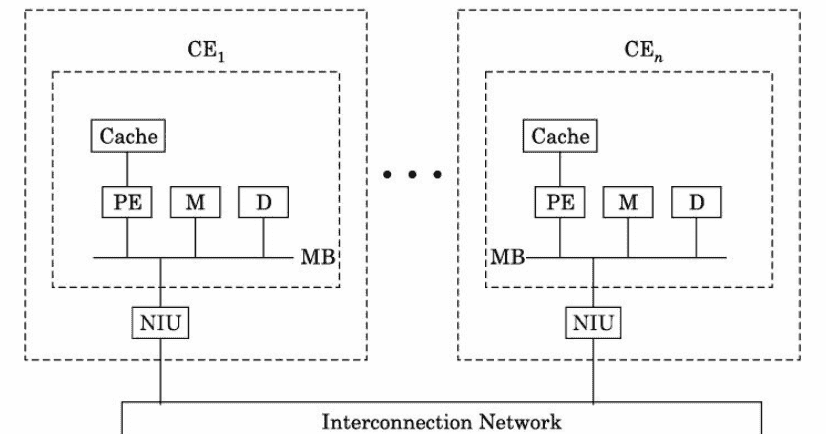 CE1 CEn
Cache Cache
PE M D PE M D
MB MB
NIU NIU
Interconnection Network